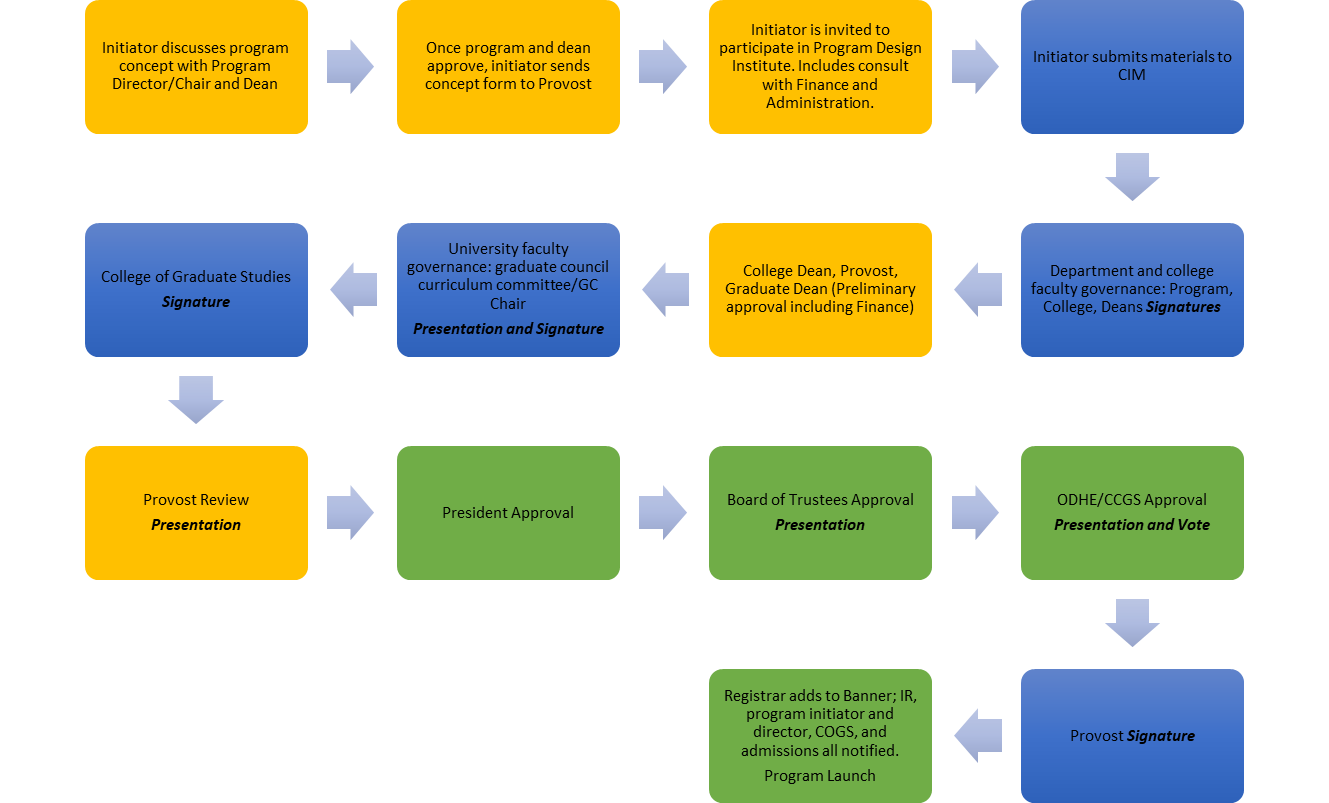 Initiator discusses program
concept with Program
Director/Chair and Dean
Once program and dean
approve, initiator sends
concept form to Provost
Initiator is invited to
participate in Program Design
Institute. Includes consult
with Finance and
Administration.
Initiator submits materials to
CIM
Department and college
faculty governance: Program,
College, Deans Signatures
College Dean, Provost,
Graduate Dean (Preliminary
approval including Finance)
University faculty
governance: graduate council
curriculum committee/GC
Chair
Presentation and Signature
College of Graduate Studies
Signature
Provost Review
Presentation
President Approval
Board of Trustees Approval
Presentation
ODHE/CCGS Approval
Presentation and Vote
Provost Signature
Registrar adds to Banner; IR,
program initiator and
director, COGS, and
admissions all notified.
Program Launch